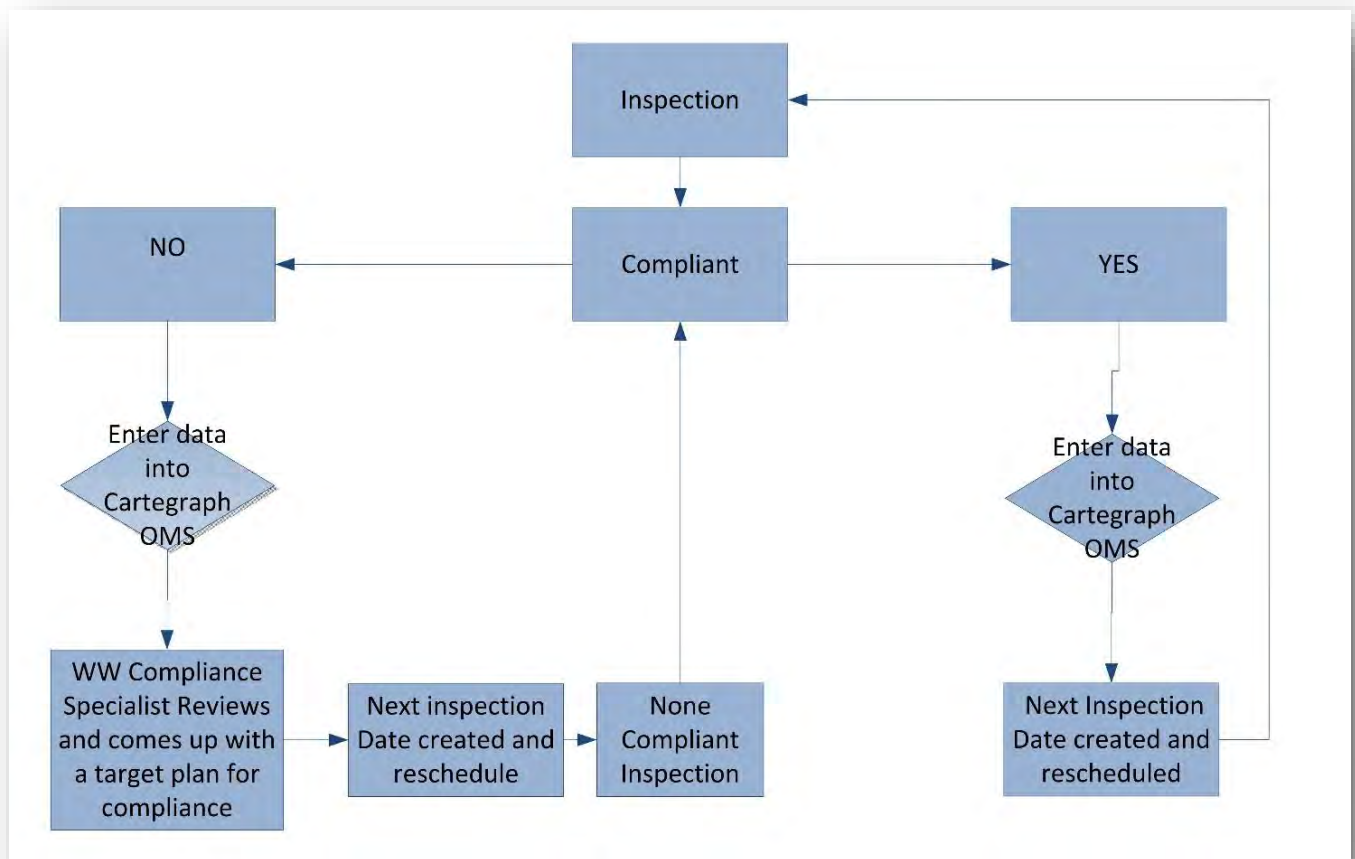 Inspection
NO
Compliant
YES
Enter data
into
Cartegraph
OMS
Enter data
into
Cartegraph
OMS
WW Compliance
Specialist Reviews
and comes up with
a target plan for
compliance
Next inspection
Date created and
reschedule
None
Compliant
Inspection
Next Inspection
Date created and
rescheduled